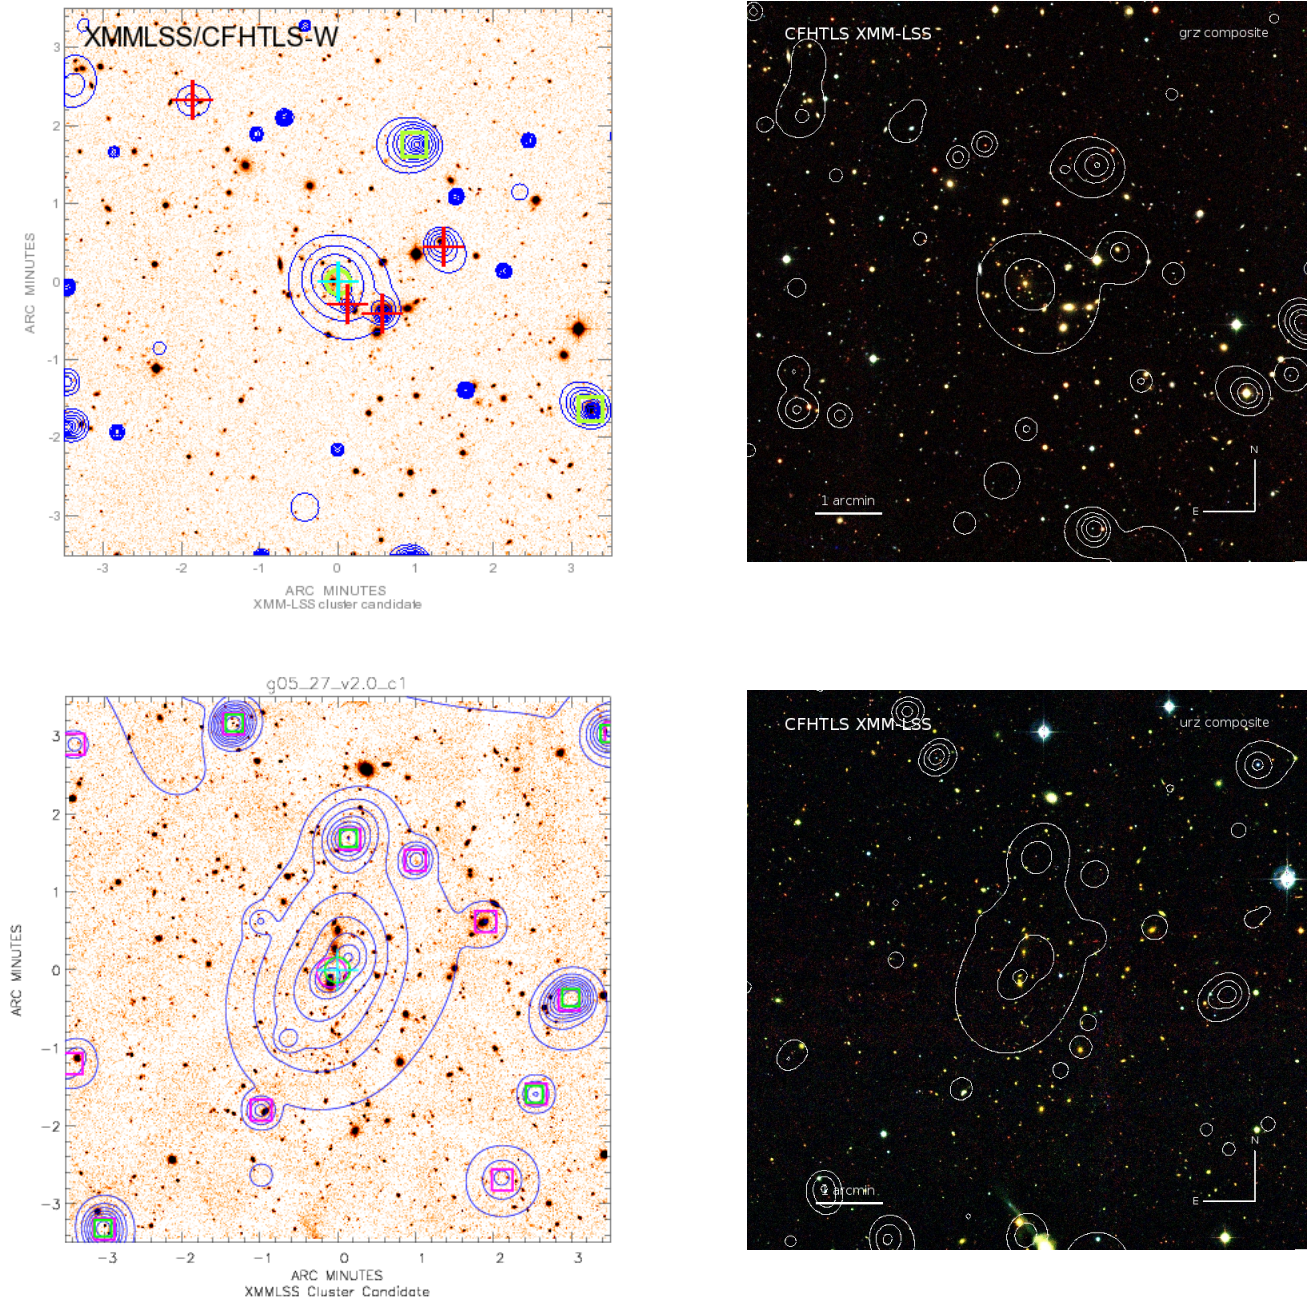 XMMLSS/CFHTLS-W
3
2
1
0
-1
-2
-3
ARC MINUTES
-3 -2 -1 0 1 2 3
ARC MINUTES
XMM-LSS cluster candidate
CFHTLS XMM-LSS
grz composite
1 arcmin
N
E
g05_27_v2.0_c1
3
2
1
0
-1
-2
-3
ARC MINUTES
-3 -2 -1 0 1 2 3
ARC MINUTES
XMMLSS Cluster Candidate
CFHTLS XMM-LSS
urz composite
1 arcmin
N
E